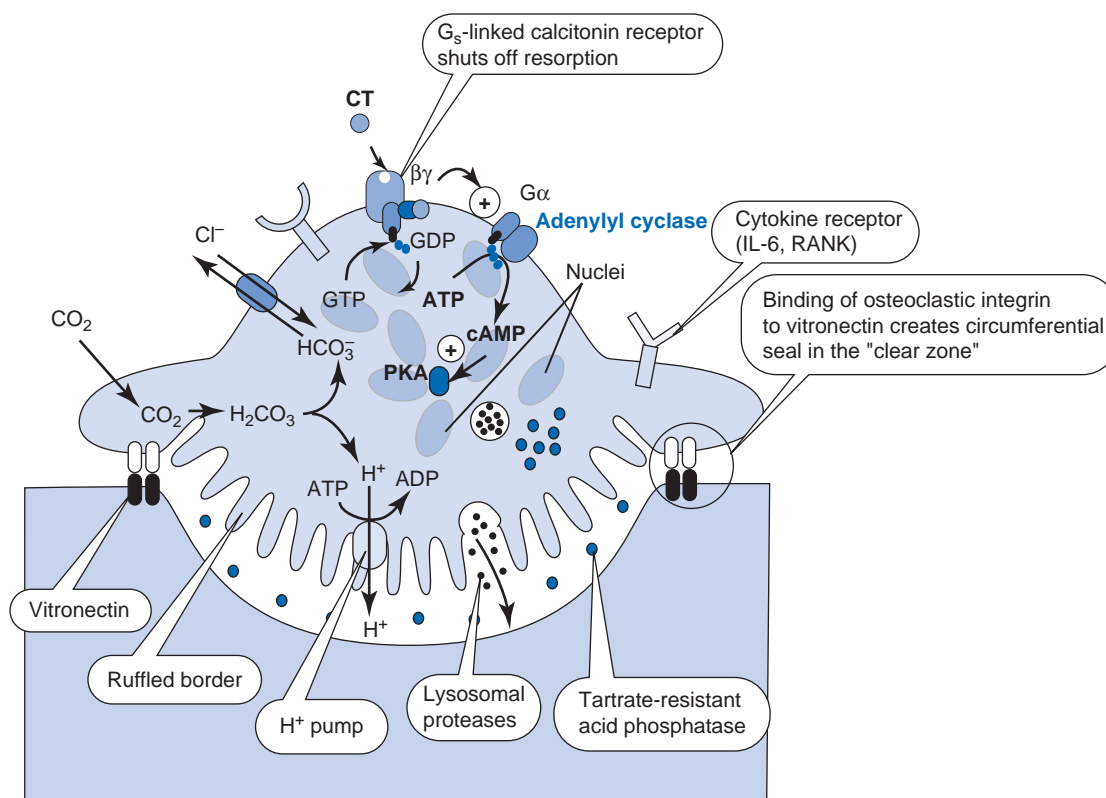 G<sub>s</sub>-linked calcitonin receptor
shuts off resorption
CT
βγ
+
Gα
Adenylyl cyclase
Cytokine receptor
(IL-6, RANK)
Cl⁻
GDP
Nuclei
GTP
ATP
Binding of osteoclastic integrin
to vitronectin creates circumferential
seal in the "clear zone"
CO₂
HCO₃⁻
+
cAMP
PKA
CO₂
H₂CO₃
H⁺
ATP
ADP
Vitronectin
H⁺
Ruffled border
H⁺ pump
Lysosomal
proteases
Tartrate-resistant
acid phosphatase